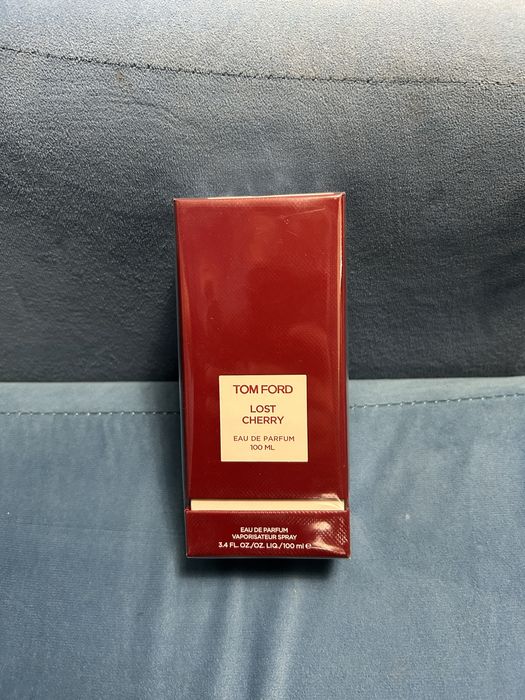 TOM FORD
LOST
CHERRY
EAU DE PARFUM
100 ML
EAU DE PARFUM
VAPORISATEUR SPRAY
3.4 FL. OZ./OZ. LIQ./100 ml ℮